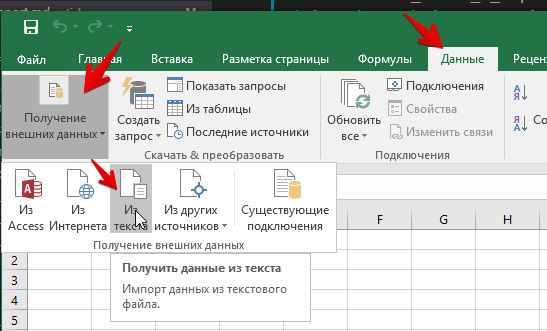 Файл
Главная
Вставка
Разметка страницы
Формулы
Данные
Реценз
Получение
внешних данных
Создать
запрос
Показать запросы
Из таблицы
Последние источники
Скачать & преобразовать
Обновить
все
Подключения
Свойства
Изменить связи
Подключения
Из
Access
Из
Интернета
Из
текста
Из других
источников
Существующие
подключения
Получение внешних данных
F G H
Получить данные из текста
Импорт данных из текстового
файла.
2
3
4
5